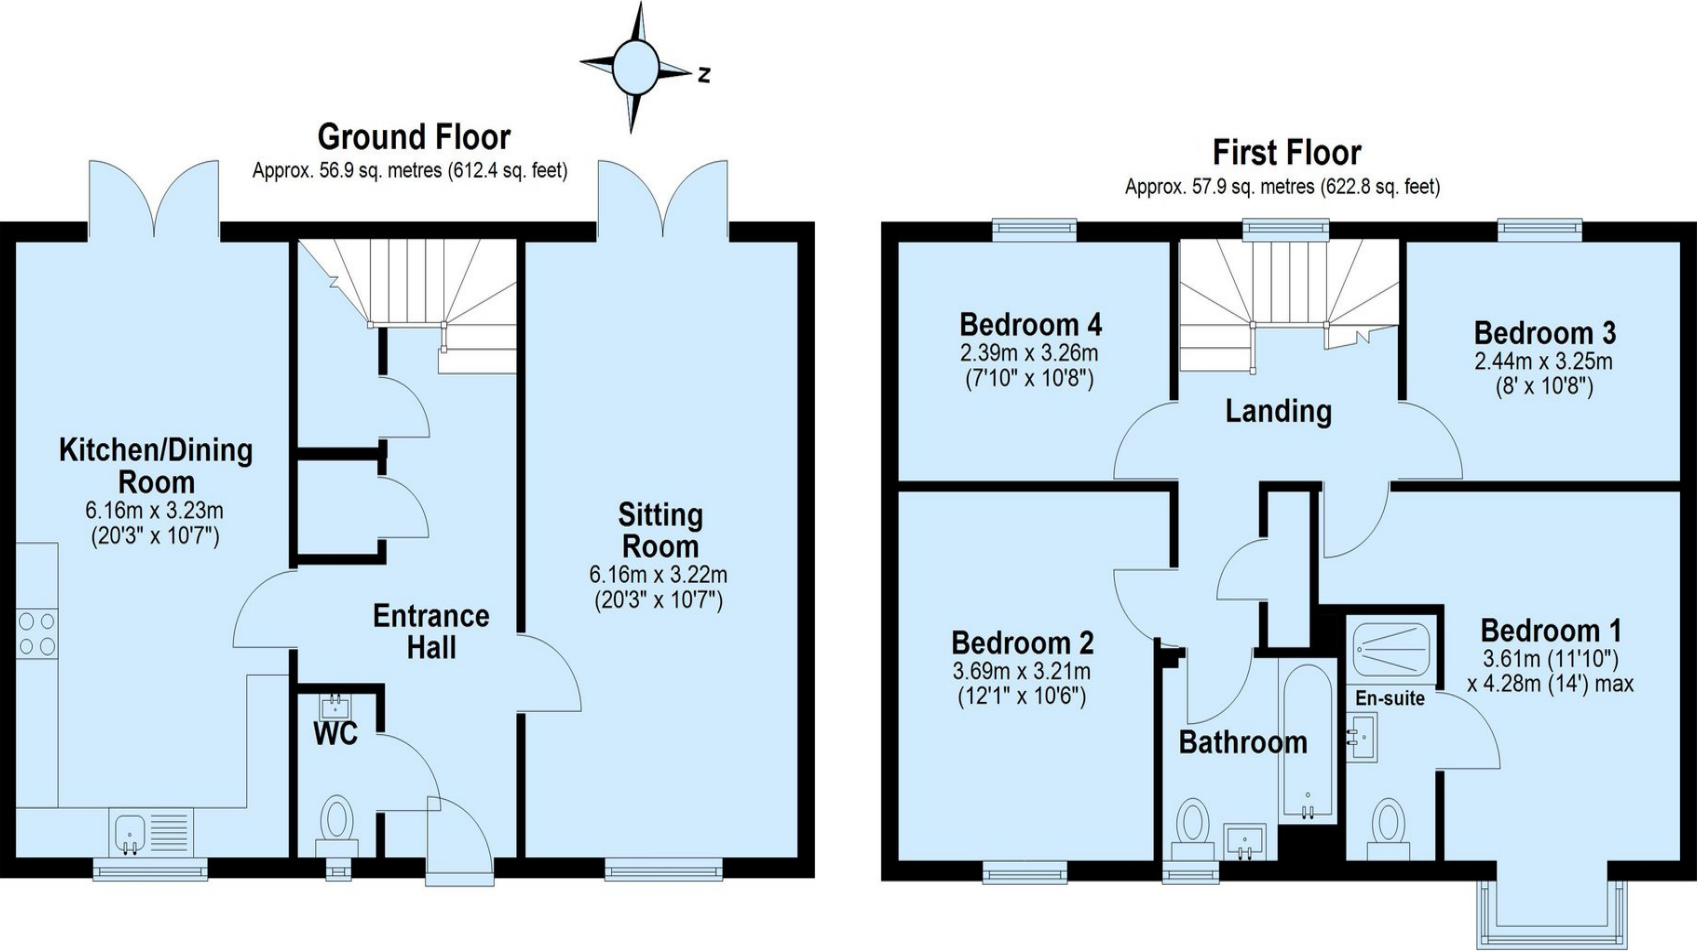 N
Ground Floor
Approx. 56.9 sq. metres (612.4 sq. feet)
Kitchen/Dining
Room
6.16m x 3.23m
(20'3" x 10'7")
Entrance
Hall
WC
Sitting
Room
6.16m x 3.22m
(20'3" x 10'7")
First Floor
Approx. 57.9 sq. metres (622.8 sq. feet)
Bedroom 4
2.39m x 3.26m
(7'10" x 10'8")
Landing
Bedroom 3
2.44m x 3.25m
(8' x 10'8")
Bedroom 2
3.69m x 3.21m
(12'1" x 10'6")
Bathroom
En-suite
Bedroom 1
3.61m (11'10")
x 4.28m (14') max